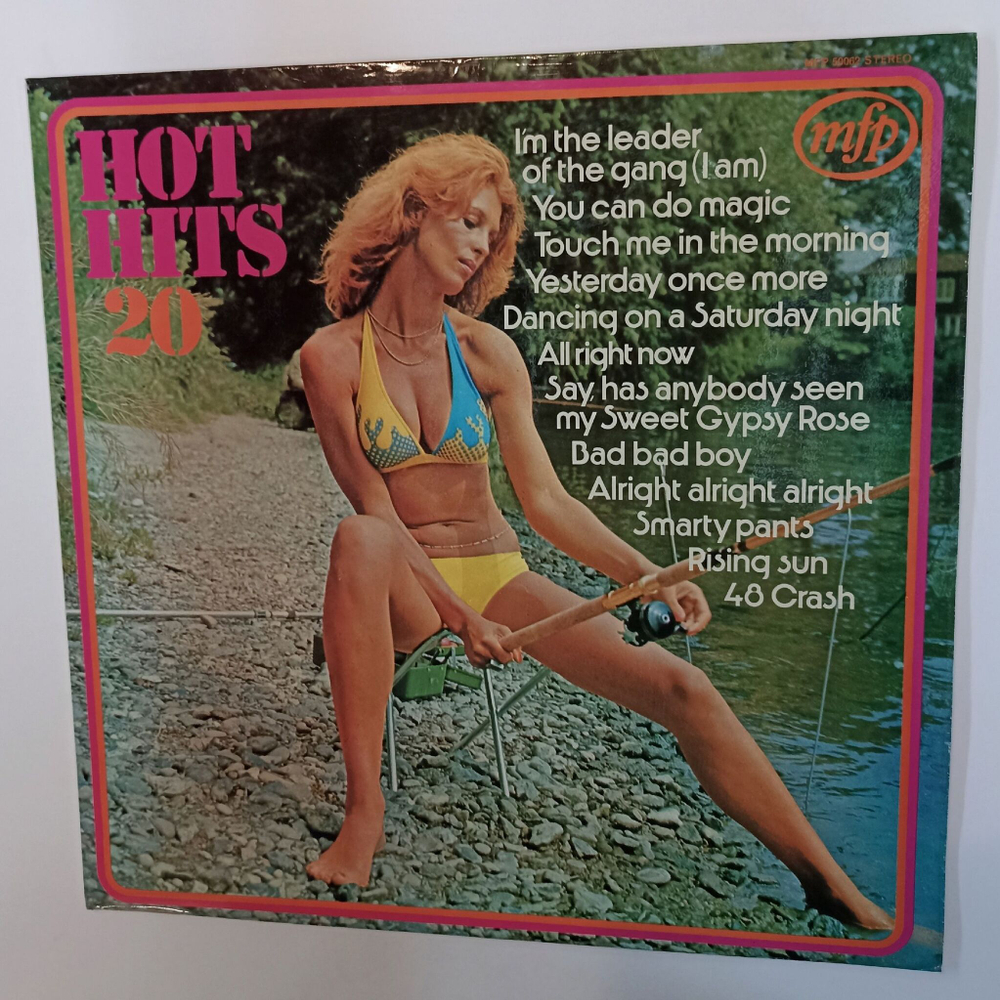 MFP 50062 STEREO
mfp
HOT
HITS
20
I'm the leader
of the gang (I am)
You can do magic
Touch me in the morning
Yesterday once more
Dancing on a Saturday night
All right now
Say, has anybody seen
my Sweet Gypsy Rose
Bad bad boy
Alright alright alright
Smarty pants
Rising sun
48 Crash